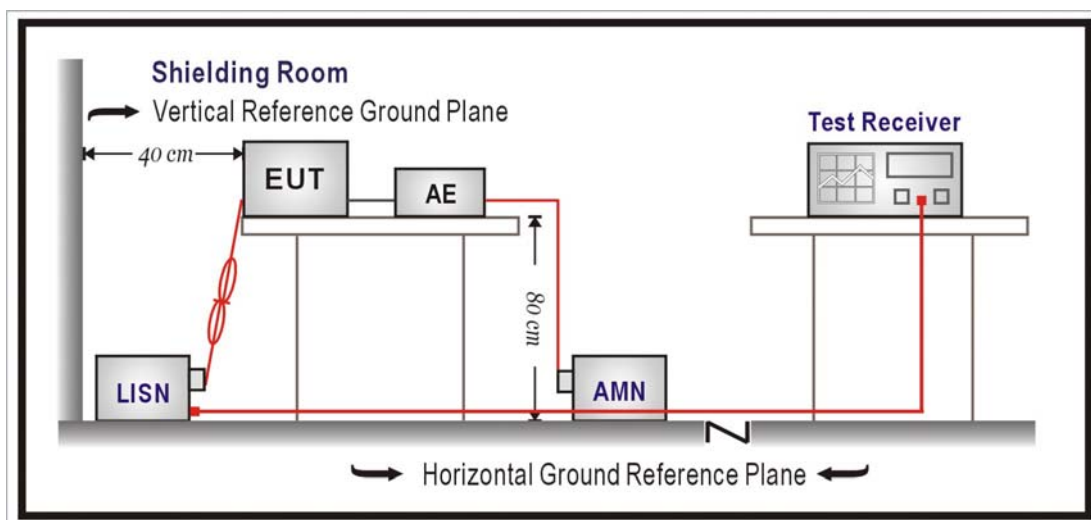 Shielding Room
Vertical Reference Ground Plane
40 cm
EUT
AE
Test Receiver
80 cm
LISN
AMN
Horizontal Ground Reference Plane